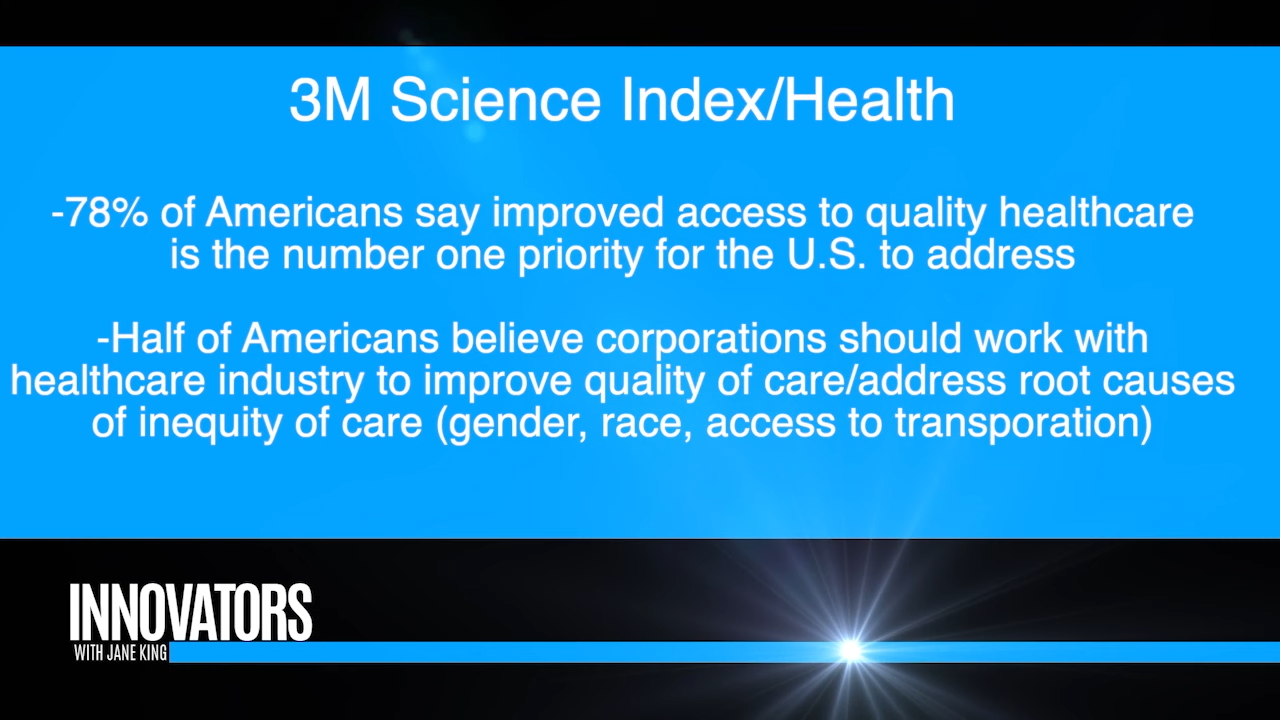 3M Science Index/Health
-78% of Americans say improved access to quality healthcare
is the number one priority for the U.S. to address
-Half of Americans believe corporations should work with
healthcare industry to improve quality of care/address root causes
of inequity of care (gender, race, access to transporation)
INNOVATORS
WITH JANE KING